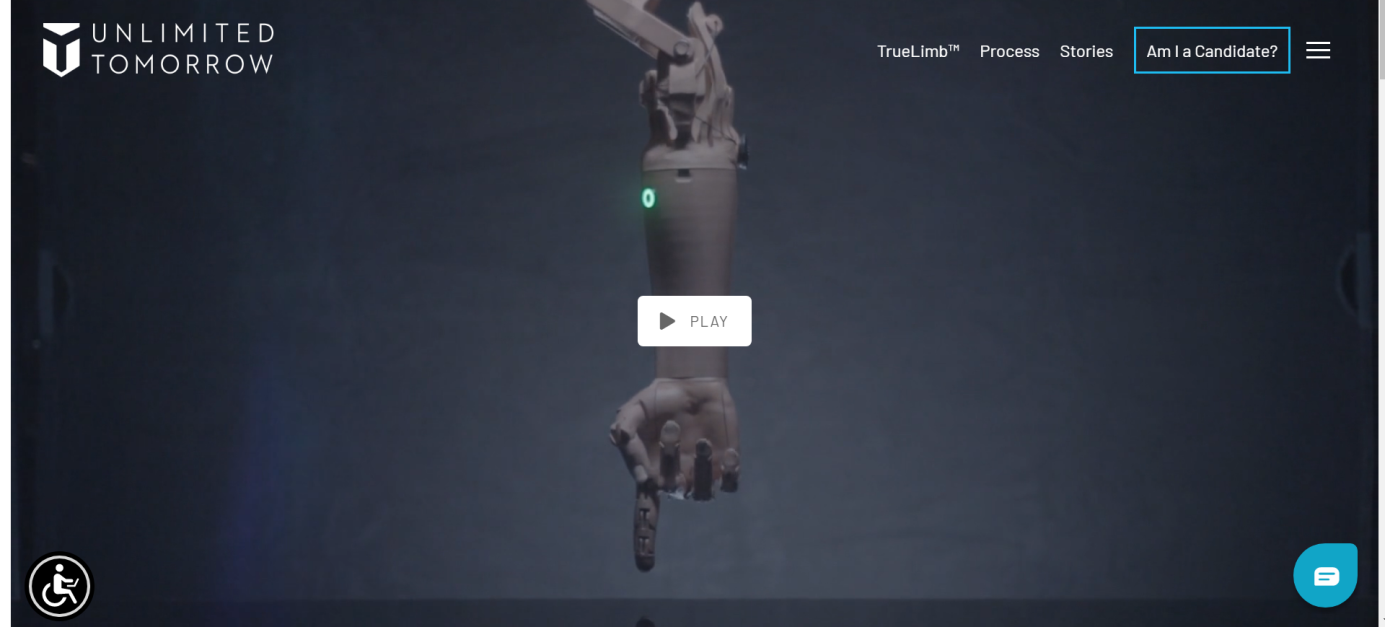 UNLIMITED
TOMORROW
TrueLimb™ Process Stories Am I a Candidate?
PLAY